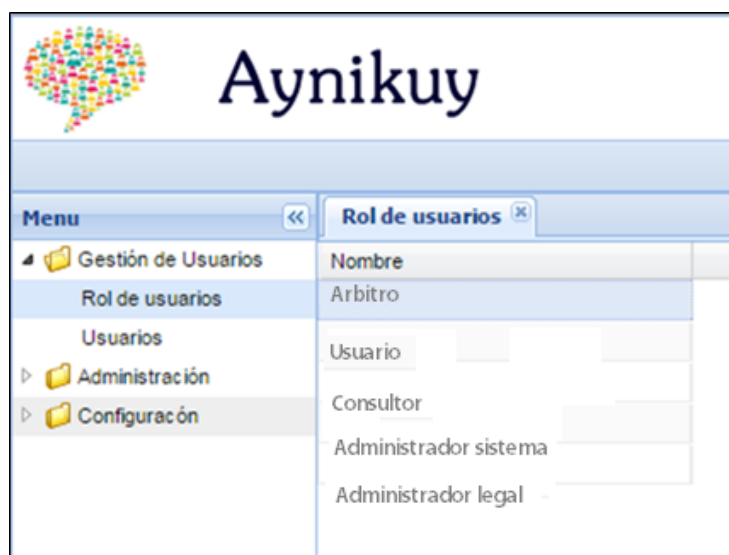 Aynikuy
Menu
Rol de usuarios
Gestión de Usuarios
Rol de usuarios
Usuarios
Administración
Configuracón
Nombre
Arbitro
Usuario
Consultor
Administrador sistema
Administrador legal